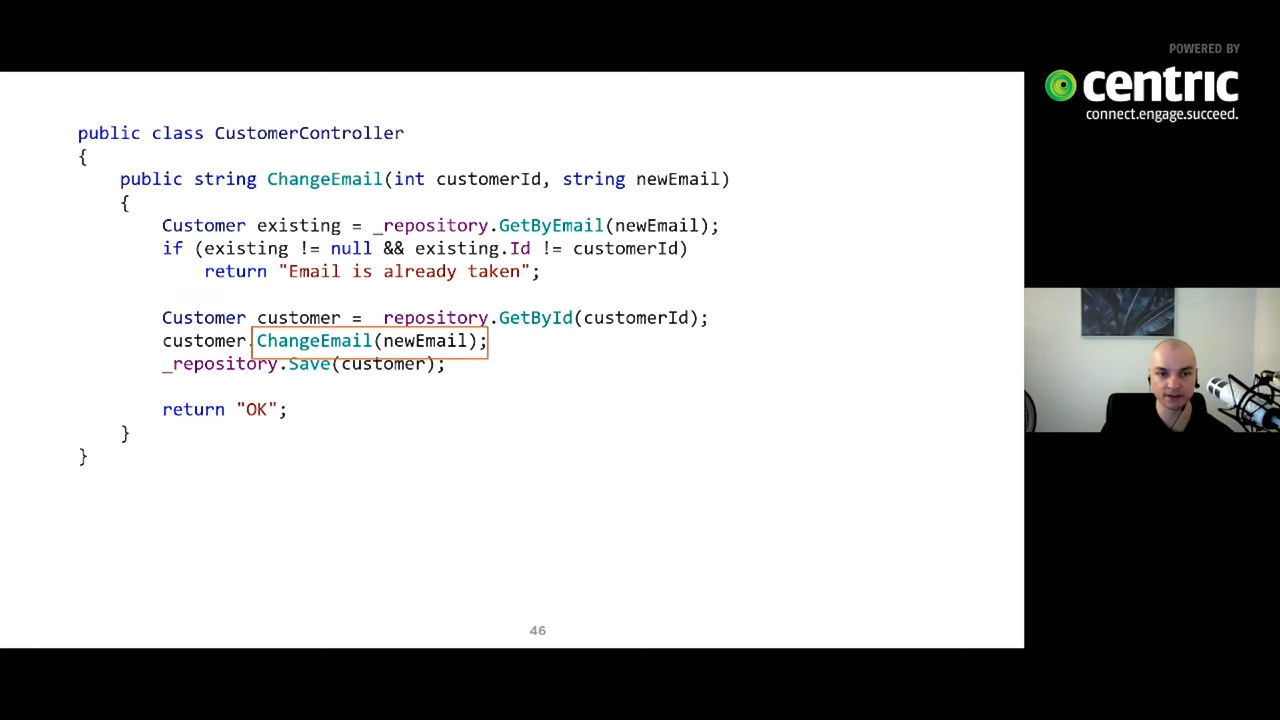 POWERED BY
centric
connect.engage.succeed.
public class CustomerController
{
public string ChangeEmail(int customerId, string newEmail)
{
Customer existing = _repository.GetByEmail(newEmail);
if (existing != null && existing.Id != customerId)
return "Email is already taken";
Customer customer = _repository.GetById(customerId);
customer.ChangeEmail(newEmail);
_repository.Save(customer);
return "OK";
}
}
46